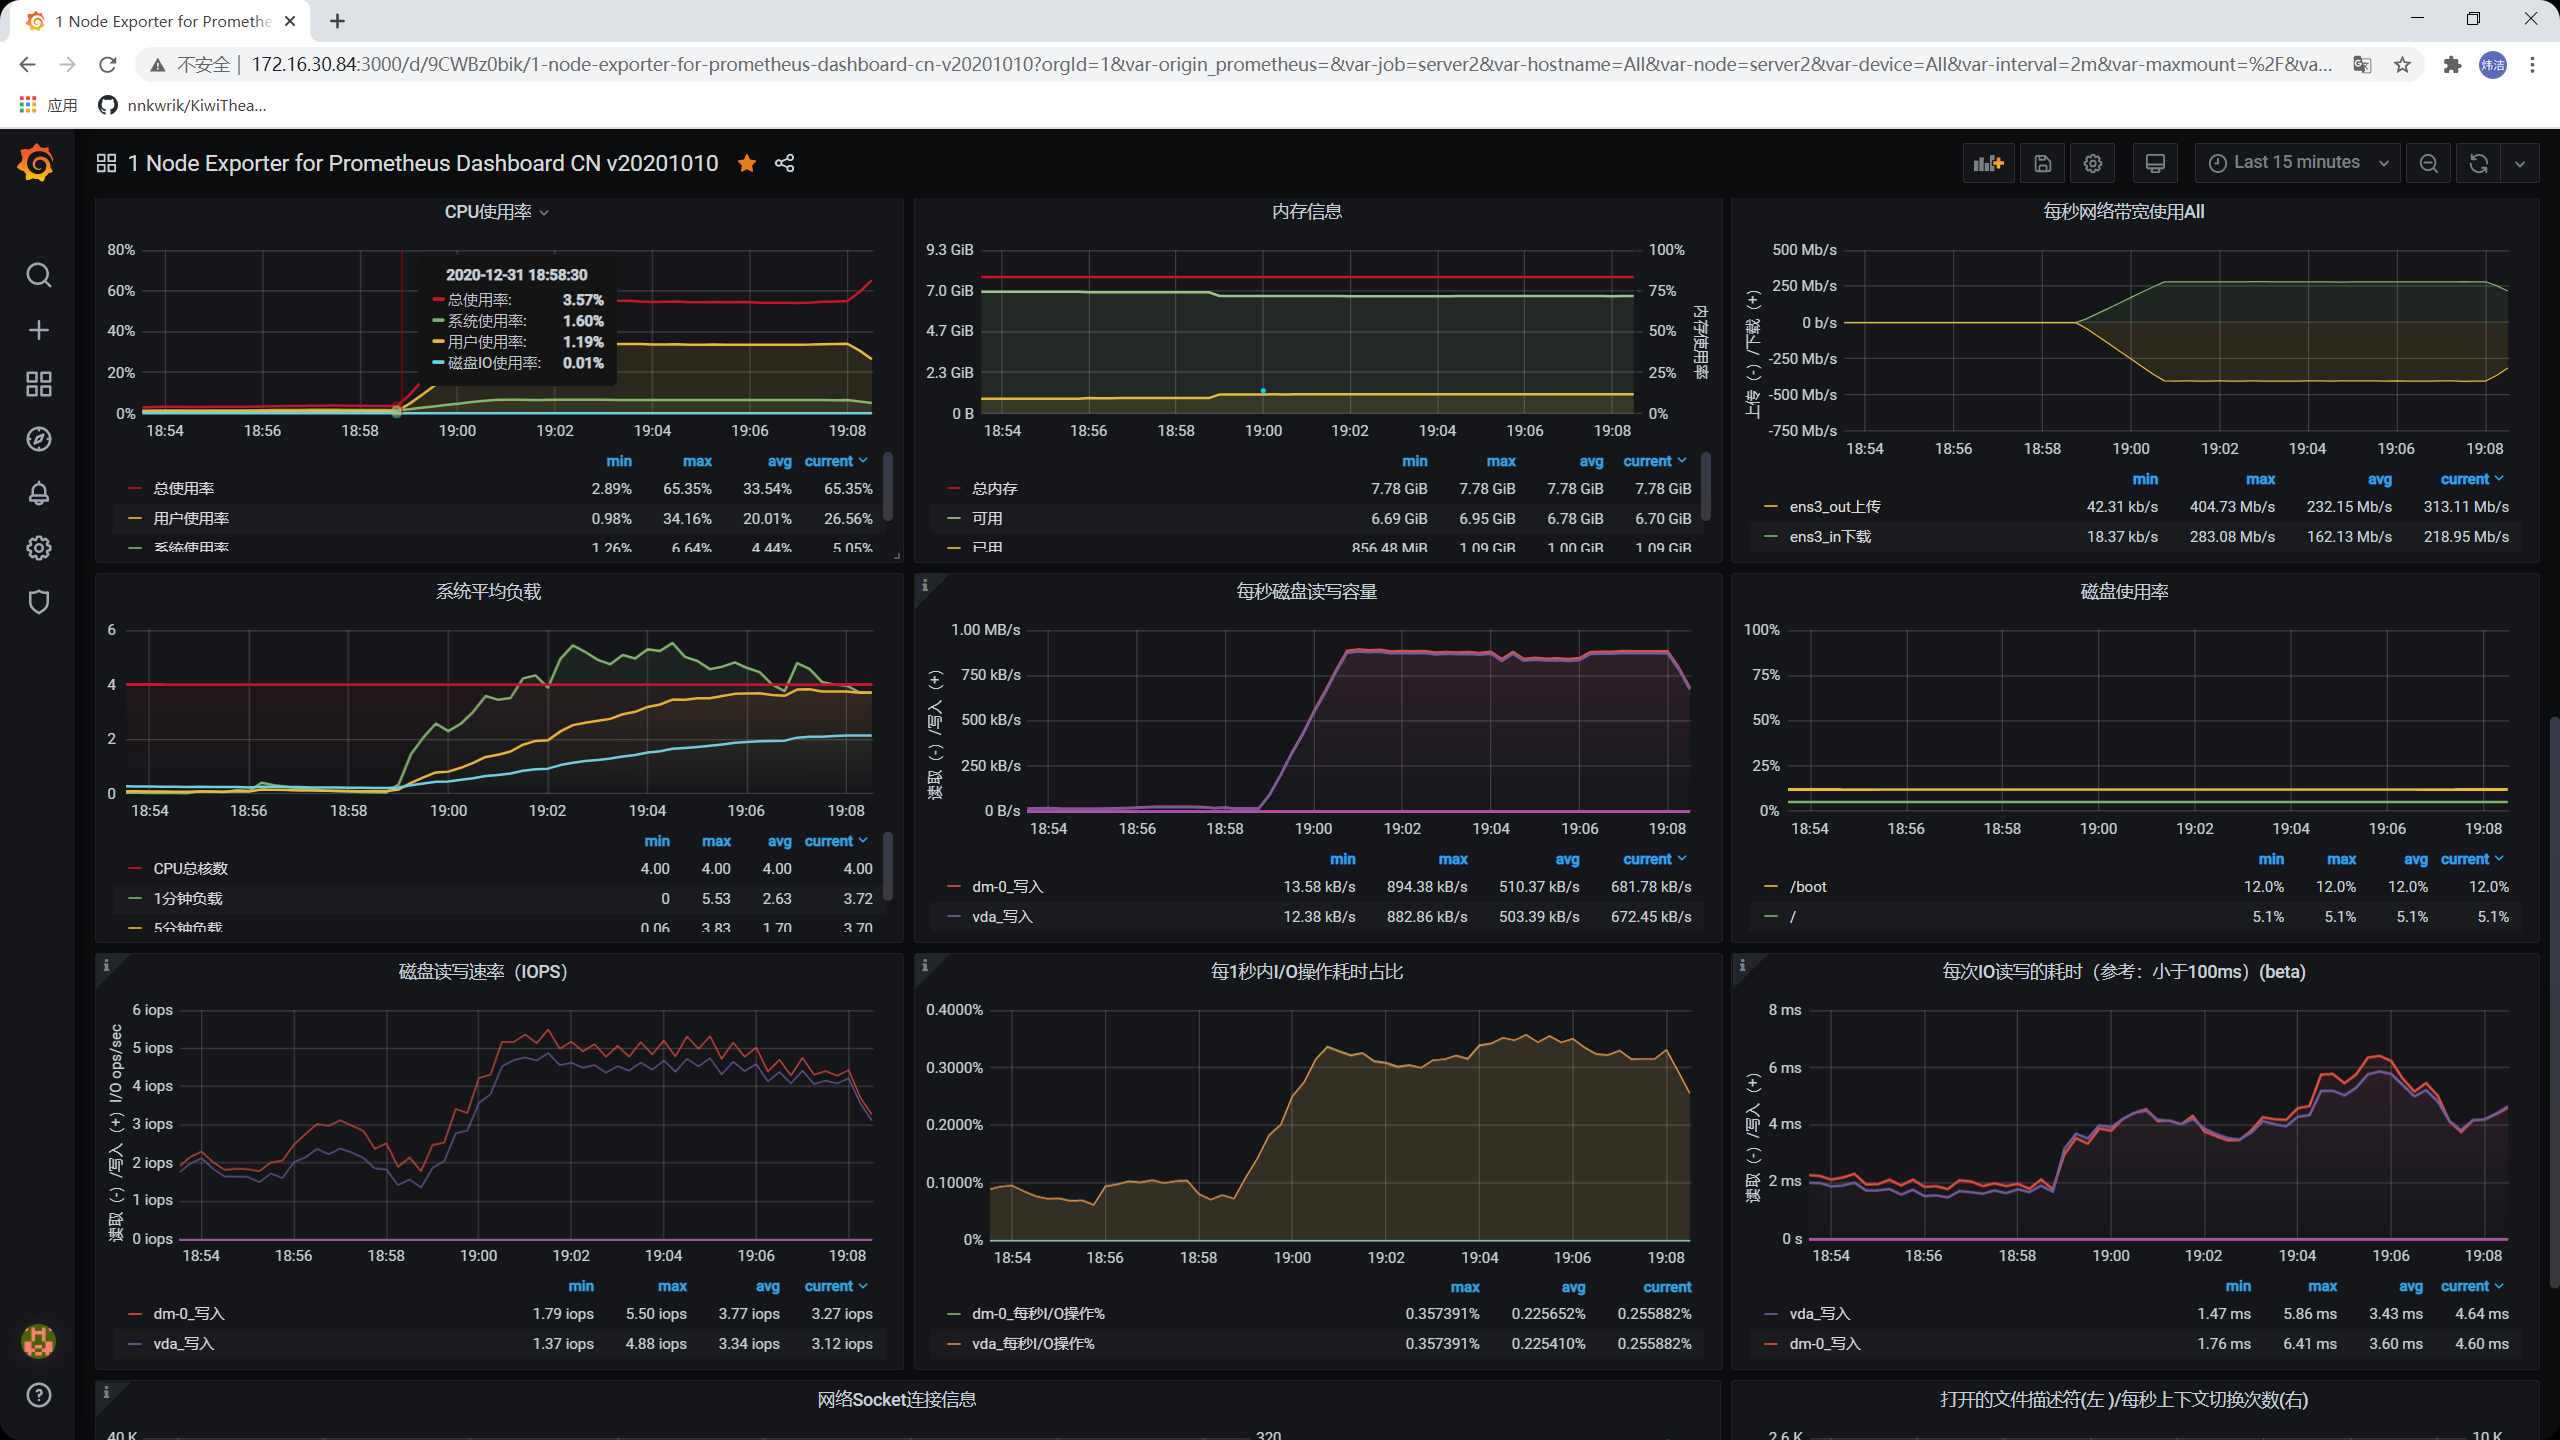 1 Node Exporter for Promethe
不安全 | 172.16.30.84:3000/d/9CWBz0bik/1-node-exporter-for-prometheus-dashboard-cn-v20201010?orgId=1&var-origin_prometheus=&var-job=server2&var-hostname=All&var-node=server2&var-device=All&var-interval=2m&var-maxmount=%2F&va...
炜洁
应用 nnkwrik/KiwiThea...
1 Node Exporter for Prometheus Dashboard CN v20201010
Last 15 minutes
CPU使用率
80%
60%
40%
20%
0%
18:54 18:56 18:58 19:00 19:02 19:04 19:06 19:08
2020-12-31 18:58:30
总使用率: 3.57%
系统使用率: 1.60%
用户使用率: 1.19%
磁盘IO使用率: 0.01%
min max avg current
总使用率 2.89% 65.35% 33.54% 65.35%
用户使用率 0.98% 34.16% 20.01% 26.56%
系统使用率 1.26% 6.64% 4.44% 5.05%
内存信息
9.3 GiB 100%
7.0 GiB 75%
4.7 GiB 50%
2.3 GiB 25%
0 B 0%
内存使用率
18:54 18:56 18:58 19:00 19:02 19:04 19:06 19:08
min max avg current
总内存 7.78 GiB 7.78 GiB 7.78 GiB 7.78 GiB
可用 6.69 GiB 6.95 GiB 6.78 GiB 6.70 GiB
已用 856.48 MiB 1.09 GiB 1.00 GiB 1.09 GiB
每秒网络带宽使用All
上传（-）/下载（+）
500 Mb/s
250 Mb/s
0 b/s
-250 Mb/s
-500 Mb/s
-750 Mb/s
18:54 18:56 18:58 19:00 19:02 19:04 19:06 19:08
min max avg current
ens3_out上传 42.31 kb/s 404.73 Mb/s 232.15 Mb/s 313.11 Mb/s
ens3_in下载 18.37 kb/s 283.08 Mb/s 162.13 Mb/s 218.95 Mb/s
系统平均负载
6
4
2
0
18:54 18:56 18:58 19:00 19:02 19:04 19:06 19:08
min max avg current
CPU总核数 4.00 4.00 4.00 4.00
1分钟负载 0 5.53 2.63 3.72
5分钟负载 0.06 3.83 1.70 3.70
每秒磁盘读写容量
读取（-）/写入（+）
1.00 MB/s
750 kB/s
500 kB/s
250 kB/s
0 B/s
18:54 18:56 18:58 19:00 19:02 19:04 19:06 19:08
min max avg current
dm-0_写入 13.58 kB/s 894.38 kB/s 510.37 kB/s 681.78 kB/s
vda_写入 12.38 kB/s 882.86 kB/s 503.39 kB/s 672.45 kB/s
磁盘使用率
100%
75%
50%
25%
0%
18:54 18:56 18:58 19:00 19:02 19:04 19:06 19:08
min max avg current
/boot 12.0% 12.0% 12.0% 12.0%
/ 5.1% 5.1% 5.1% 5.1%
磁盘读写速率（IOPS）
读取（-）/写入（+）I/O ops/sec
6 iops
5 iops
4 iops
3 iops
2 iops
1 iops
0 iops
18:54 18:56 18:58 19:00 19:02 19:04 19:06 19:08
min max avg current
dm-0_写入 1.79 iops 5.50 iops 3.77 iops 3.27 iops
vda_写入 1.37 iops 4.88 iops 3.34 iops 3.12 iops
每1秒内I/O操作耗时占比
0.4000%
0.3000%
0.2000%
0.1000%
0%
18:54 18:56 18:58 19:00 19:02 19:04 19:06 19:08
max avg current
dm-0_每秒I/O操作% 0.357391% 0.225652% 0.255882%
vda_每秒I/O操作% 0.357391% 0.225410% 0.255882%
每次IO读写的耗时（参考：小于100ms）(beta)
读取（-）/写入（+）
8 ms
6 ms
4 ms
2 ms
0 s
18:54 18:56 18:58 19:00 19:02 19:04 19:06 19:08
min max avg current
vda_写入 1.47 ms 5.86 ms 3.43 ms 4.64 ms
dm-0_写入 1.76 ms 6.41 ms 3.60 ms 4.60 ms
网络Socket连接信息
40 K 320
打开的文件描述符(左 )/每秒上下文切换次数(右)
2.6 K 10 K